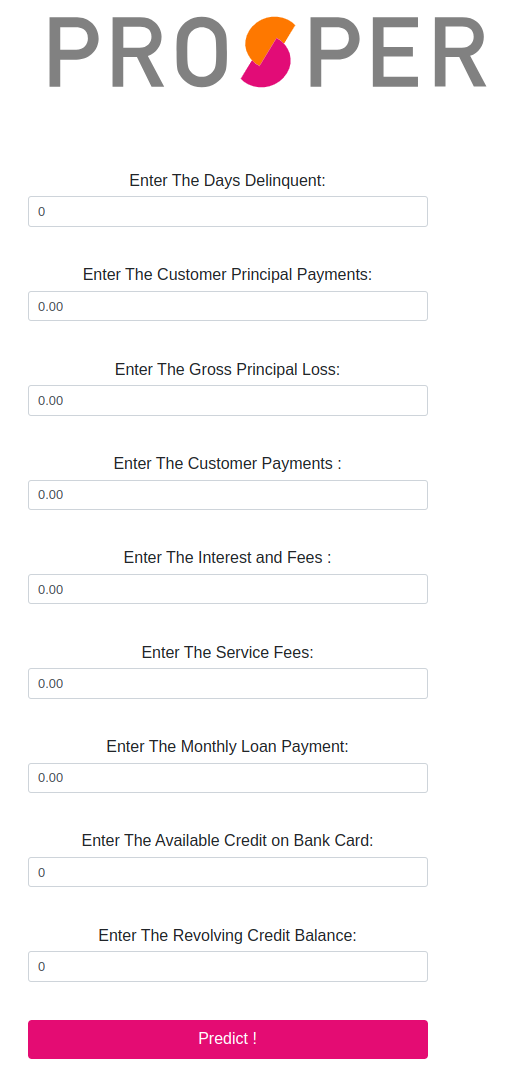 PROSPER
Enter The Days Delinquent:
0
Enter The Customer Principal Payments:
0.00
Enter The Gross Principal Loss:
0.00
Enter The Customer Payments :
0.00
Enter The Interest and Fees :
0.00
Enter The Service Fees:
0.00
Enter The Monthly Loan Payment:
0.00
Enter The Available Credit on Bank Card:
0
Enter The Revolving Credit Balance:
0
Predict !